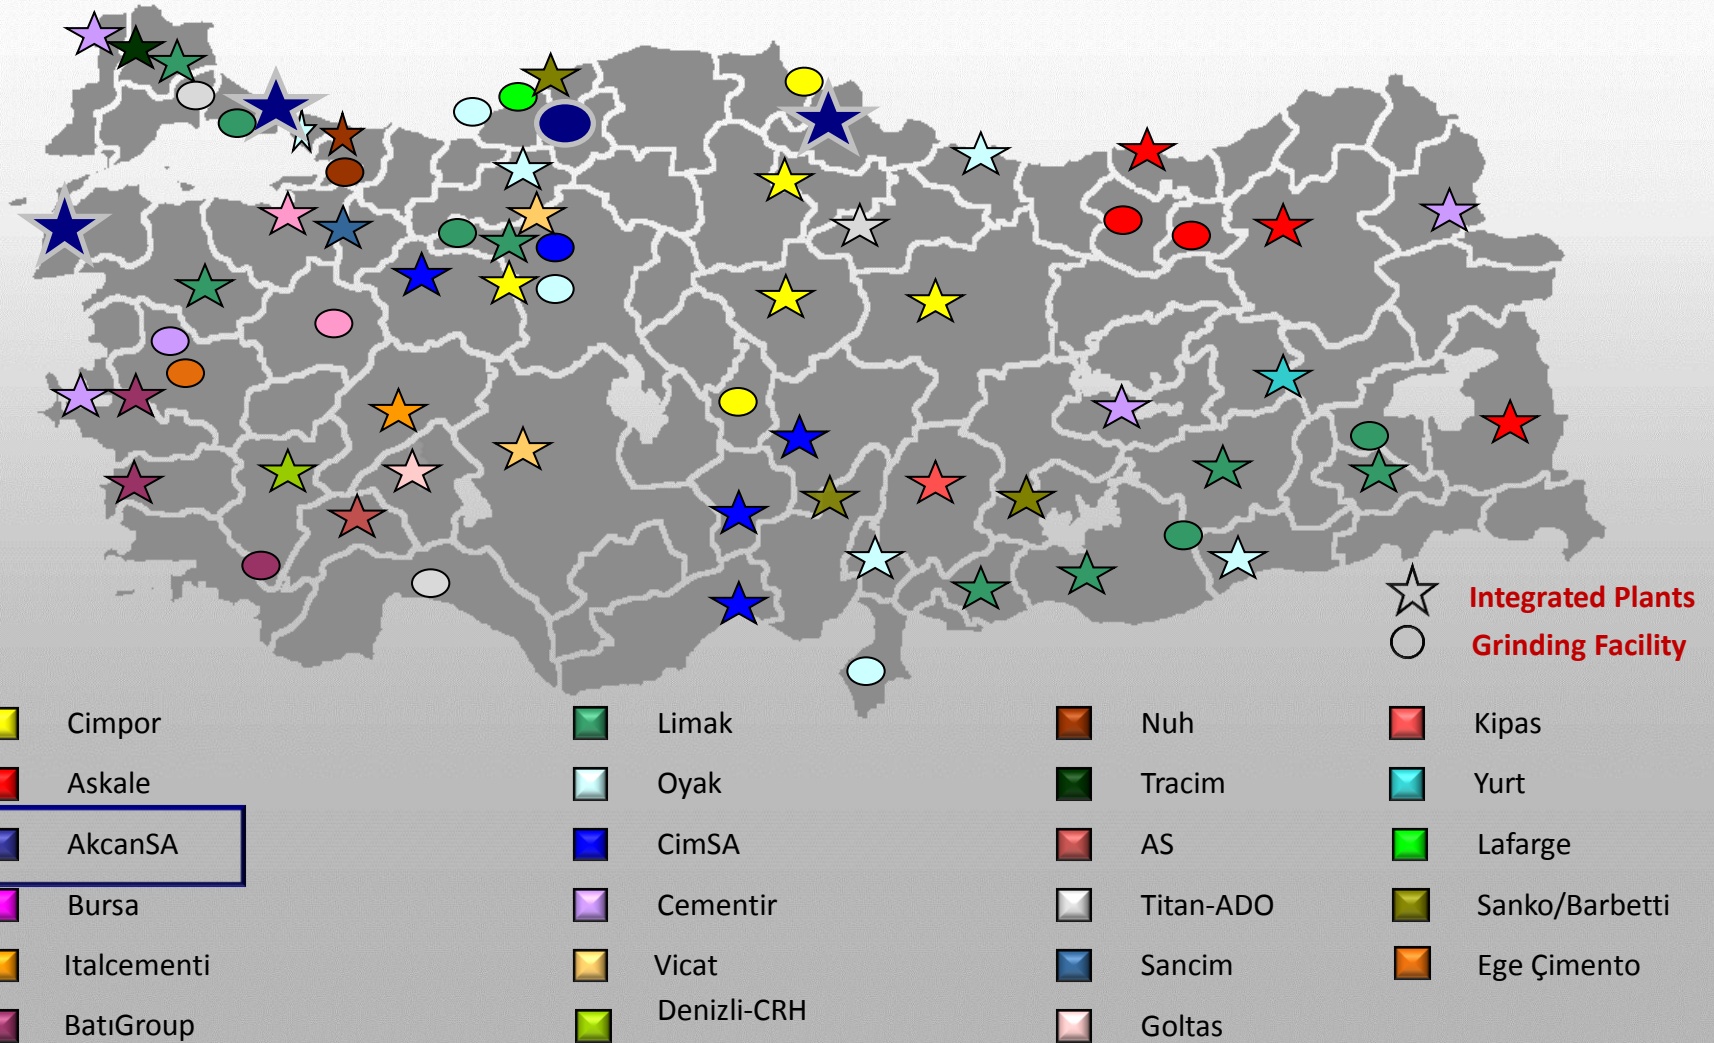 Integrated Plants
Grinding Facility
Cimpor
Limak
Nuh
Kipas
Askale
Oyak
Tracim
Yurt
AkcanSA
CimSA
AS
Lafarge
Bursa
Cementir
Titan-ADO
Sanko/Barbetti
Italcementi
Vicat
Sancim
Ege Çimento
BatıGroup
Denizli-CRH
Goltas